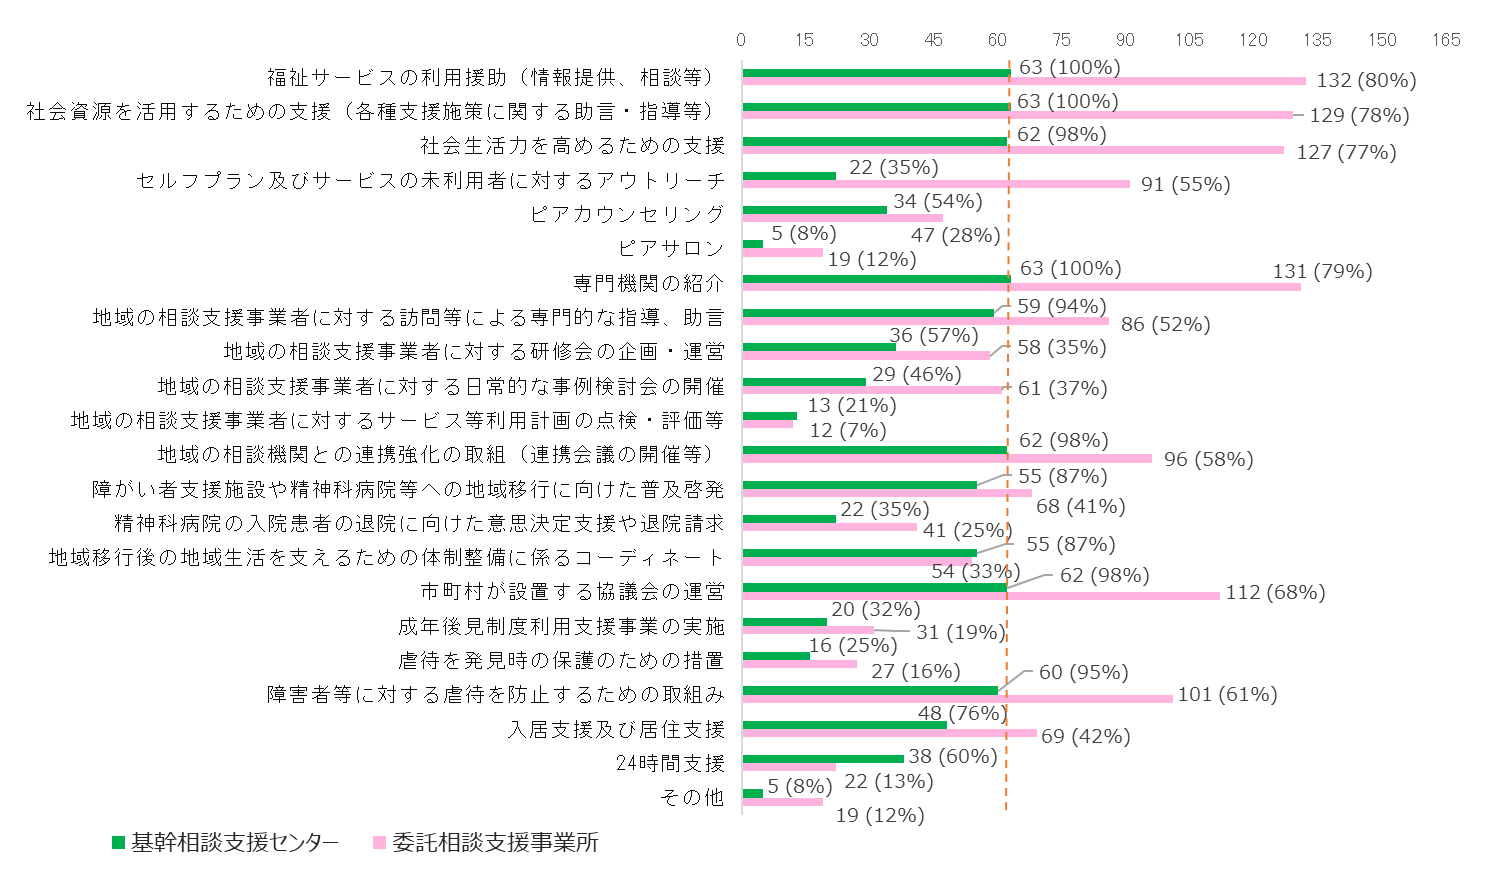 0 15 30 45 60 75 90 105 120 135 150 165
福祉サービスの利用援助（情報提供、相談等） 63 (100%) 132 (80%)
社会資源を活用するための支援（各種支援施策に関する助言・指導等） 63 (100%) 129 (78%)
社会生活力を高めるための支援 62 (98%) 127 (77%)
セルフプラン及びサービスの未利用者に対するアウトリーチ 22 (35%) 91 (55%)
ピアカウンセリング 34 (54%) 47 (28%)
ピアサロン 5 (8%) 19 (12%)
専門機関の紹介 63 (100%) 131 (79%)
地域の相談支援事業者に対する訪問等による専門的な指導、助言 59 (94%) 86 (52%)
地域の相談支援事業者に対する研修会の企画・運営 36 (57%) 58 (35%)
地域の相談支援事業者に対する日常的な事例検討会の開催 29 (46%) 61 (37%)
地域の相談支援事業者に対するサービス等利用計画の点検・評価等 13 (21%) 12 (7%)
地域の相談機関との連携強化の取組（連携会議の開催等） 62 (98%) 96 (58%)
障がい者支援施設や精神科病院等への地域移行に向けた普及啓発 55 (87%) 68 (41%)
精神科病院の入院患者の退院に向けた意思決定支援や退院請求 22 (35%) 41 (25%)
地域移行後の地域生活を支えるための体制整備に係るコーディネート 55 (87%) 54 (33%)
市町村が設置する協議会の運営 62 (98%) 112 (68%)
成年後見制度利用支援事業の実施 20 (32%) 31 (19%)
虐待を発見時の保護のための措置 16 (25%) 27 (16%)
障害者等に対する虐待を防止するための取組み 60 (95%) 101 (61%)
入居支援及び居住支援 48 (76%) 69 (42%)
24時間支援 38 (60%) 22 (13%)
その他 5 (8%) 19 (12%)
基幹相談支援センター 委託相談支援事業所